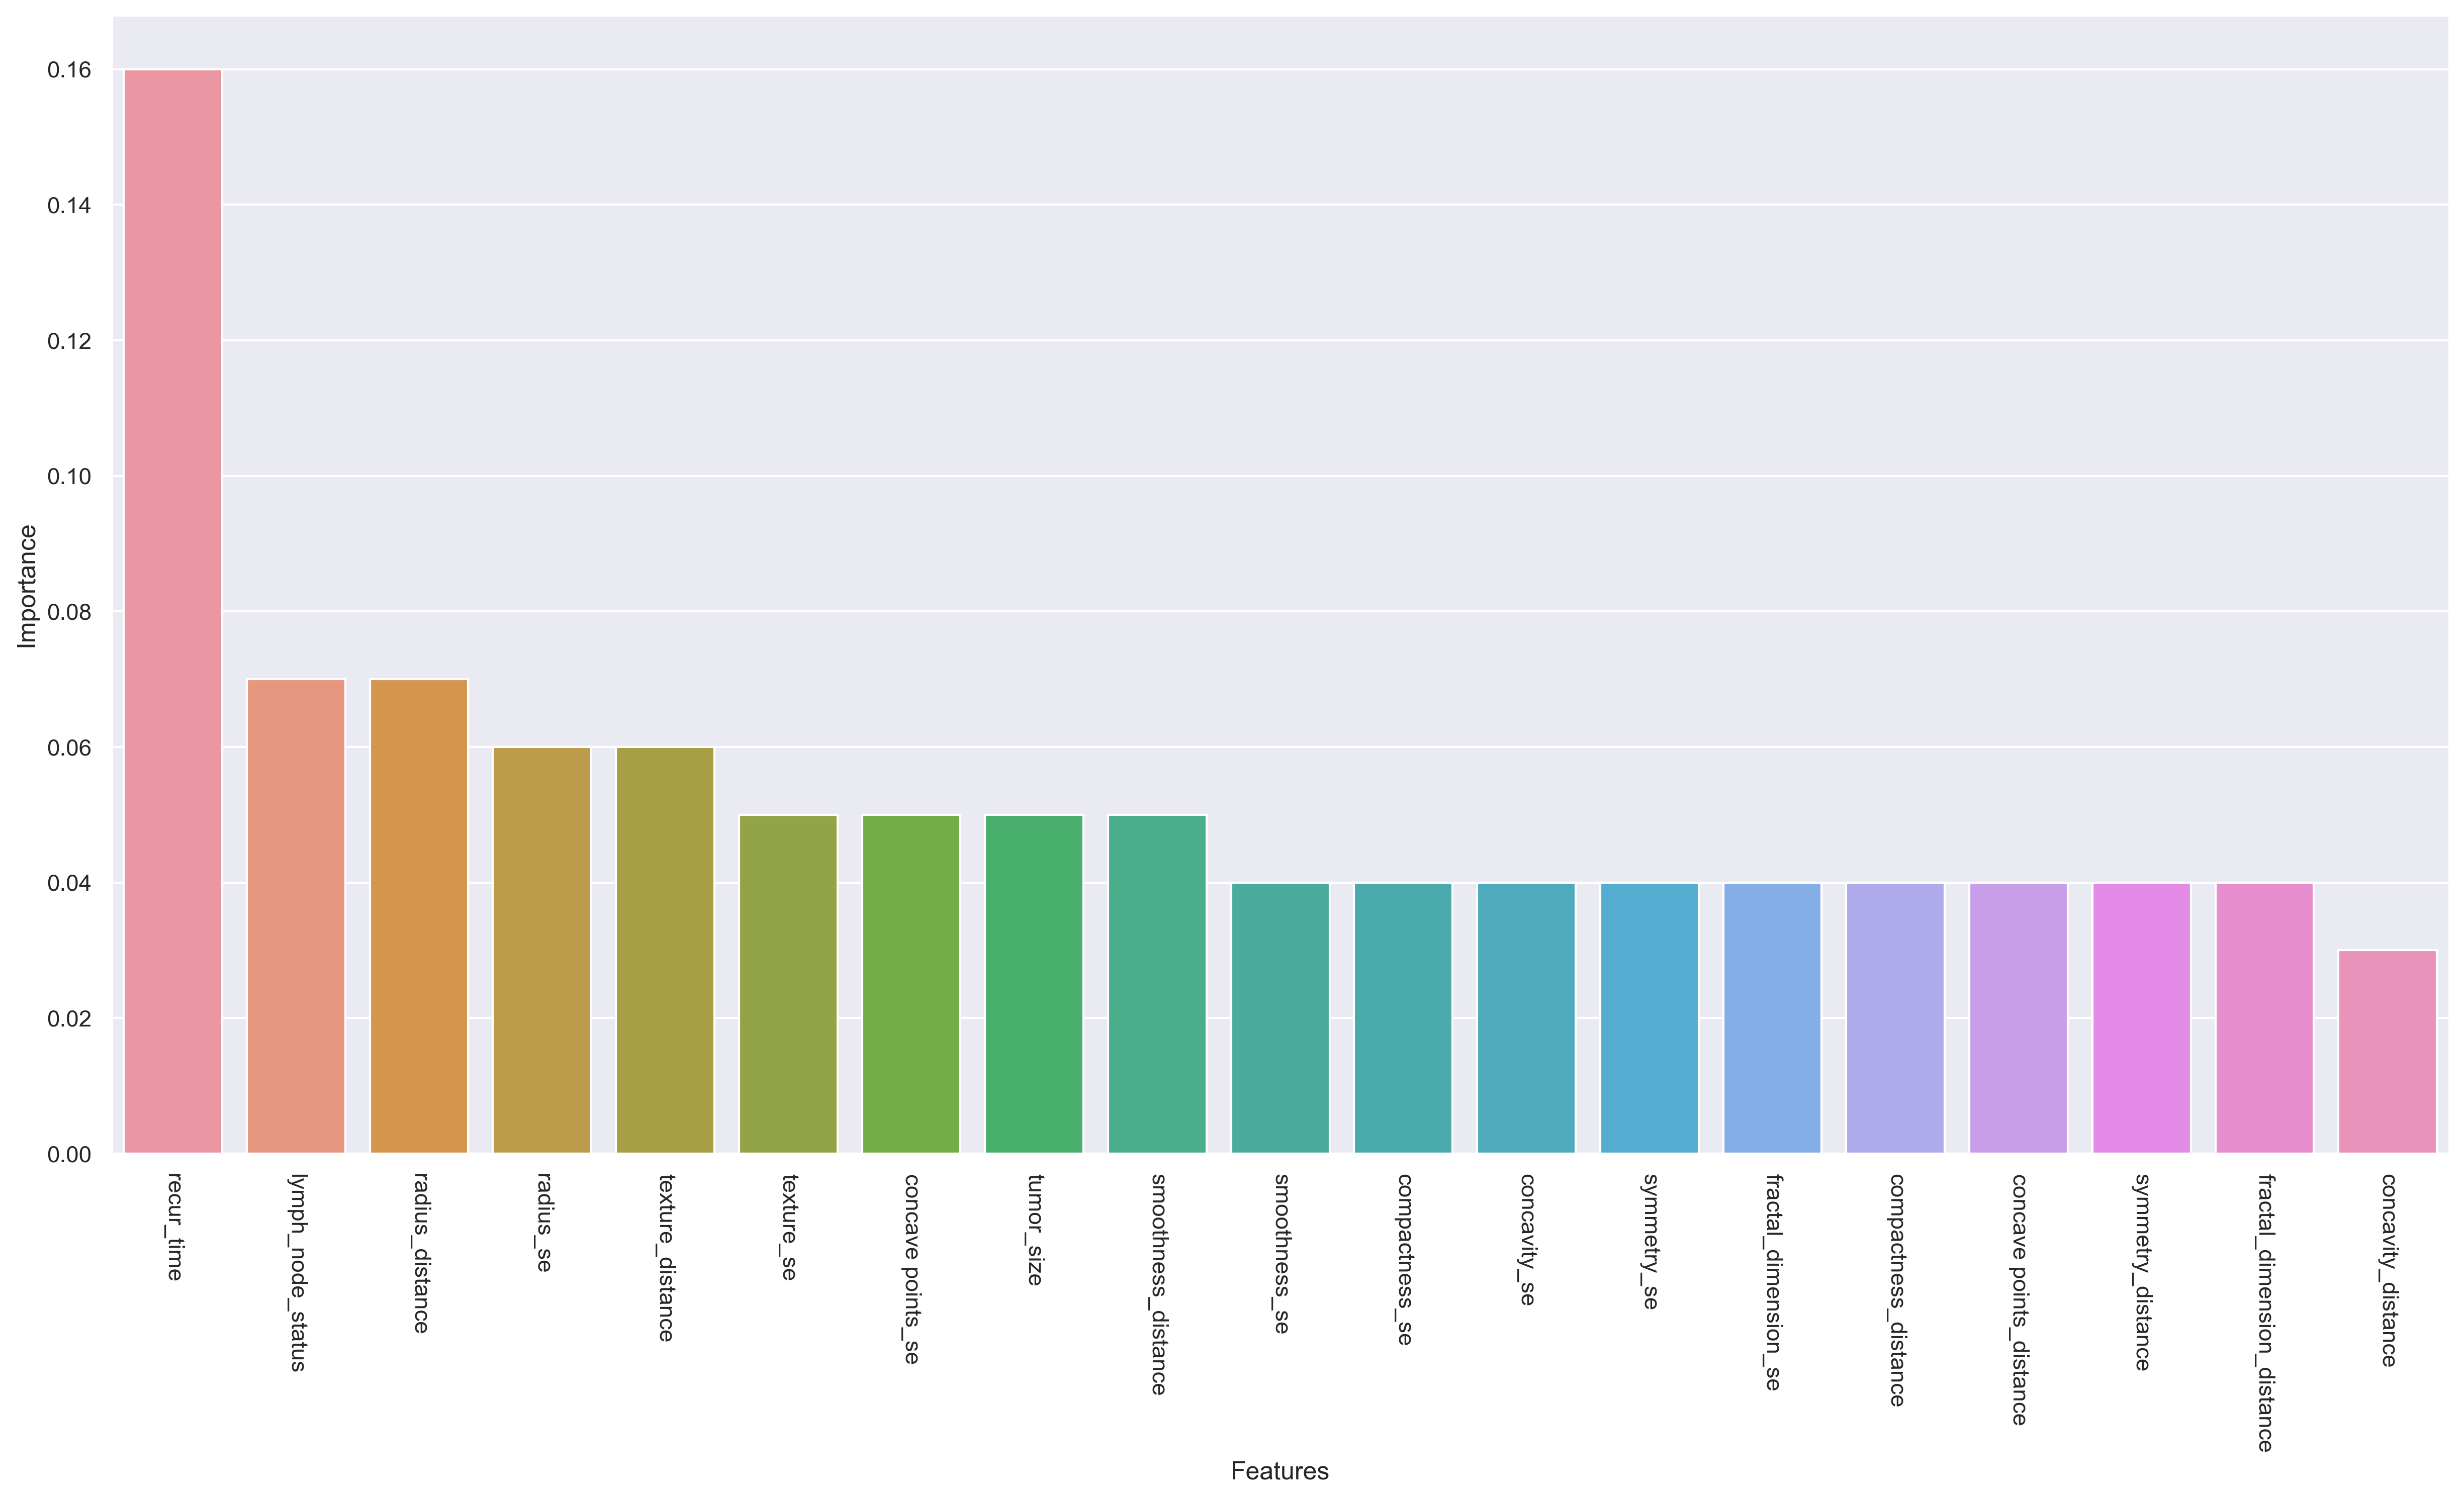 0.16
0.14
0.12
0.10
0.08
0.06
0.04
0.02
0.00
Importance
recur_time
lymph_node_status
radius_distance
radius_se
texture_distance
texture_se
concave points_se
tumor_size
smoothness_distance
smoothness_se
compactness_se
concavity_se
symmetry_se
fractal_dimension_se
compactness_distance
concave points_distance
symmetry_distance
fractal_dimension_distance
concavity_distance
Features